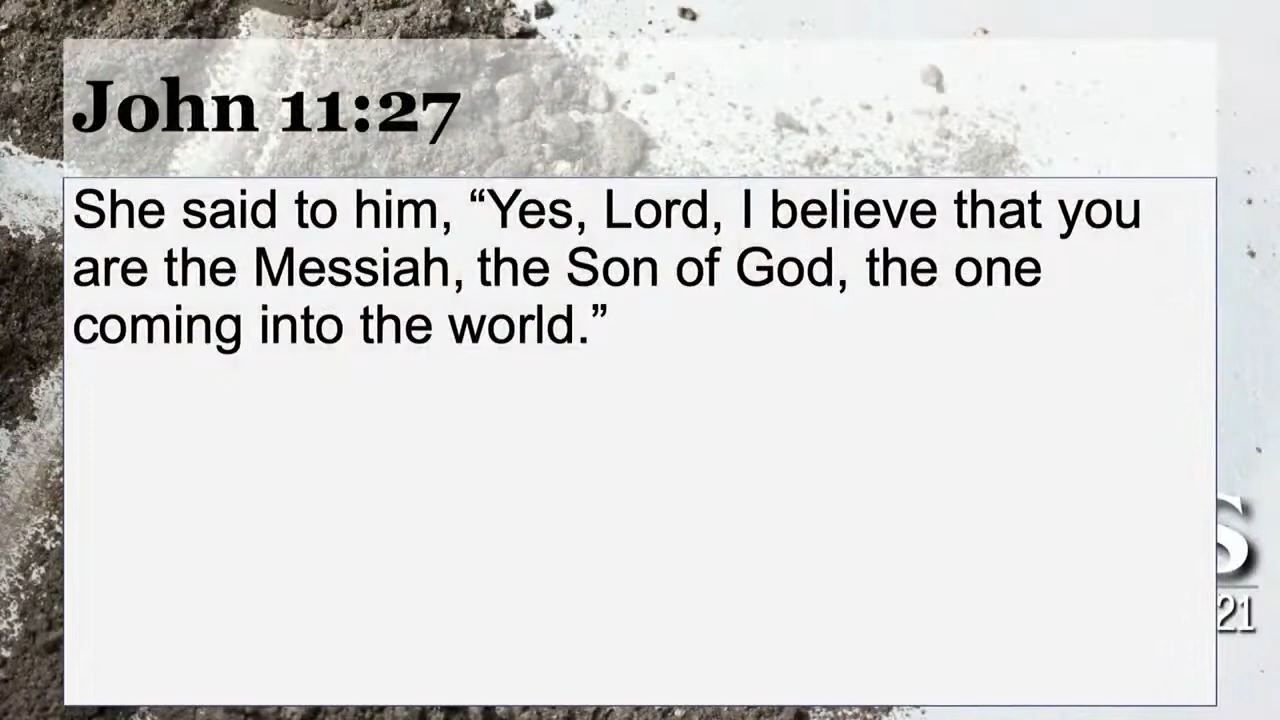 John 11:27
She said to him, “Yes, Lord, I believe that you
are the Messiah, the Son of God, the one
coming into the world.”
S
21